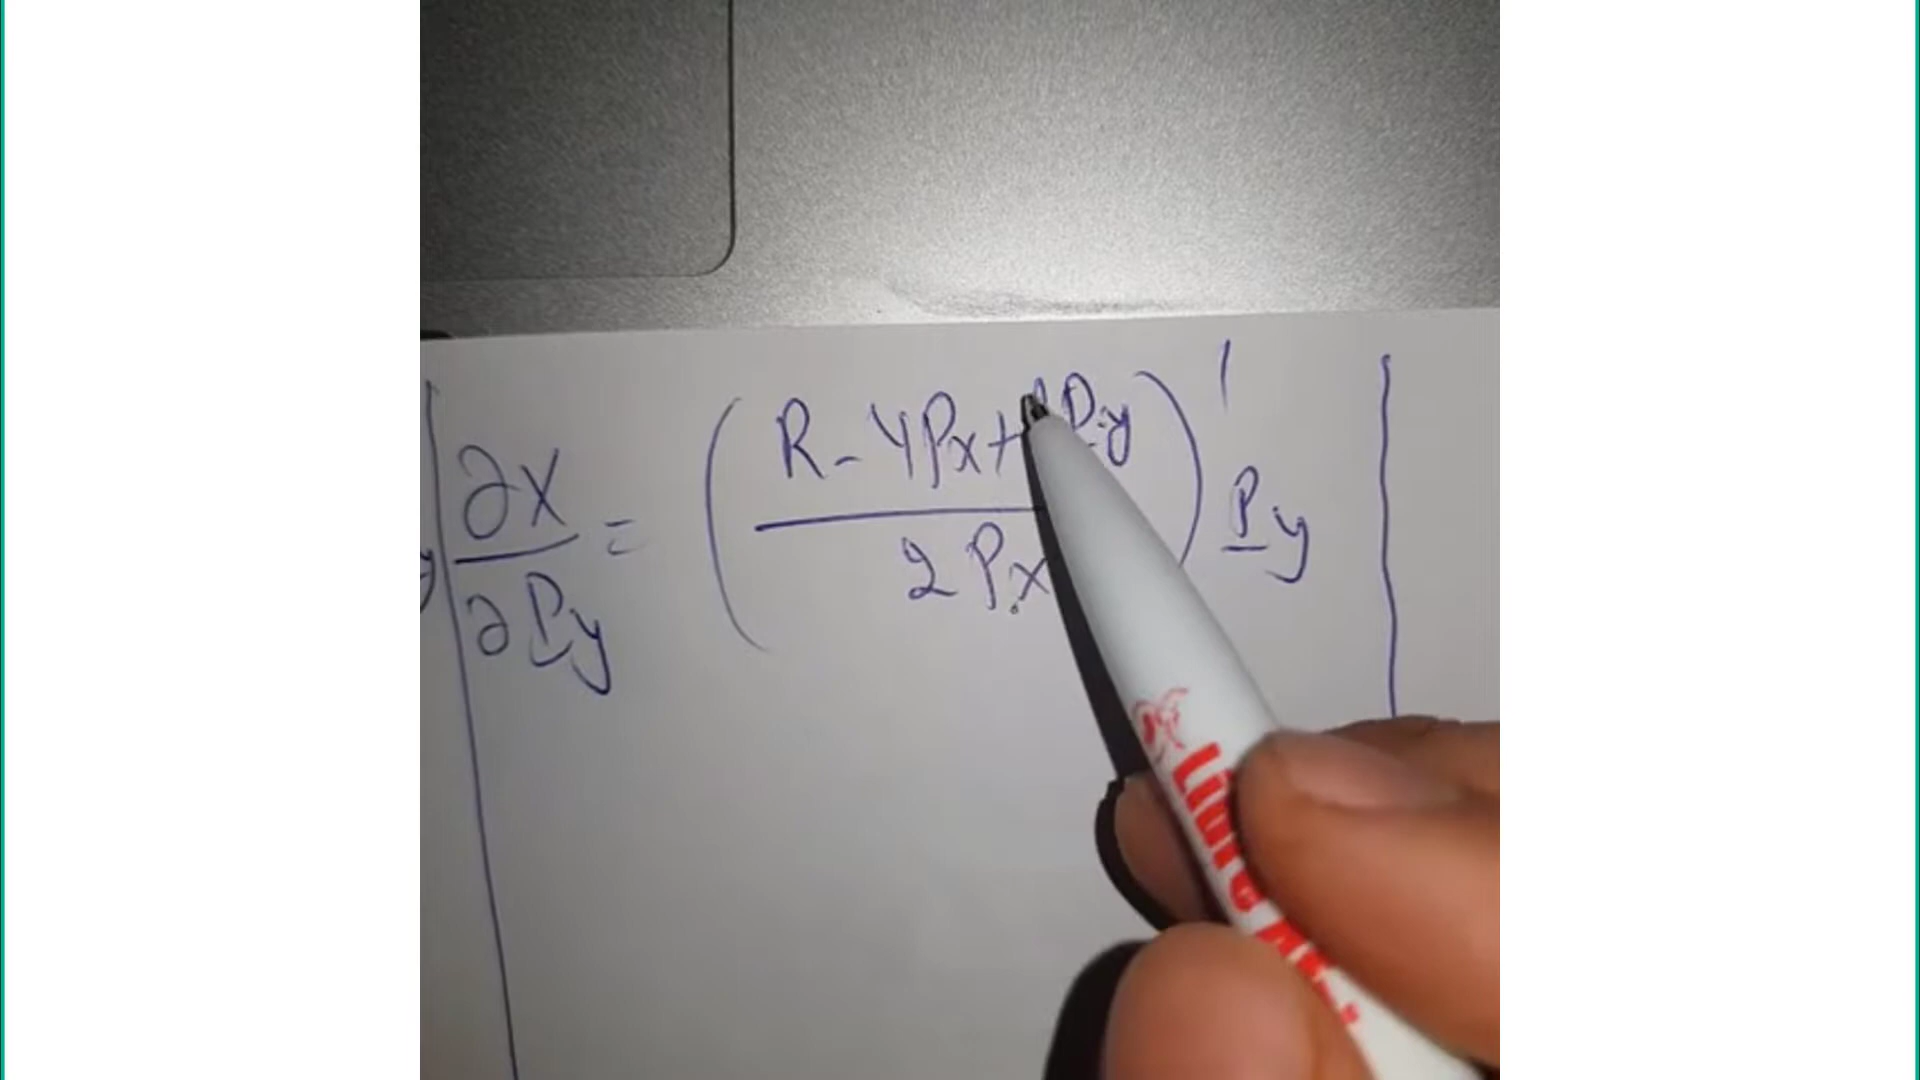 ∂X/∂Py = ((R - 4Px + Py)/(2Px))' Py